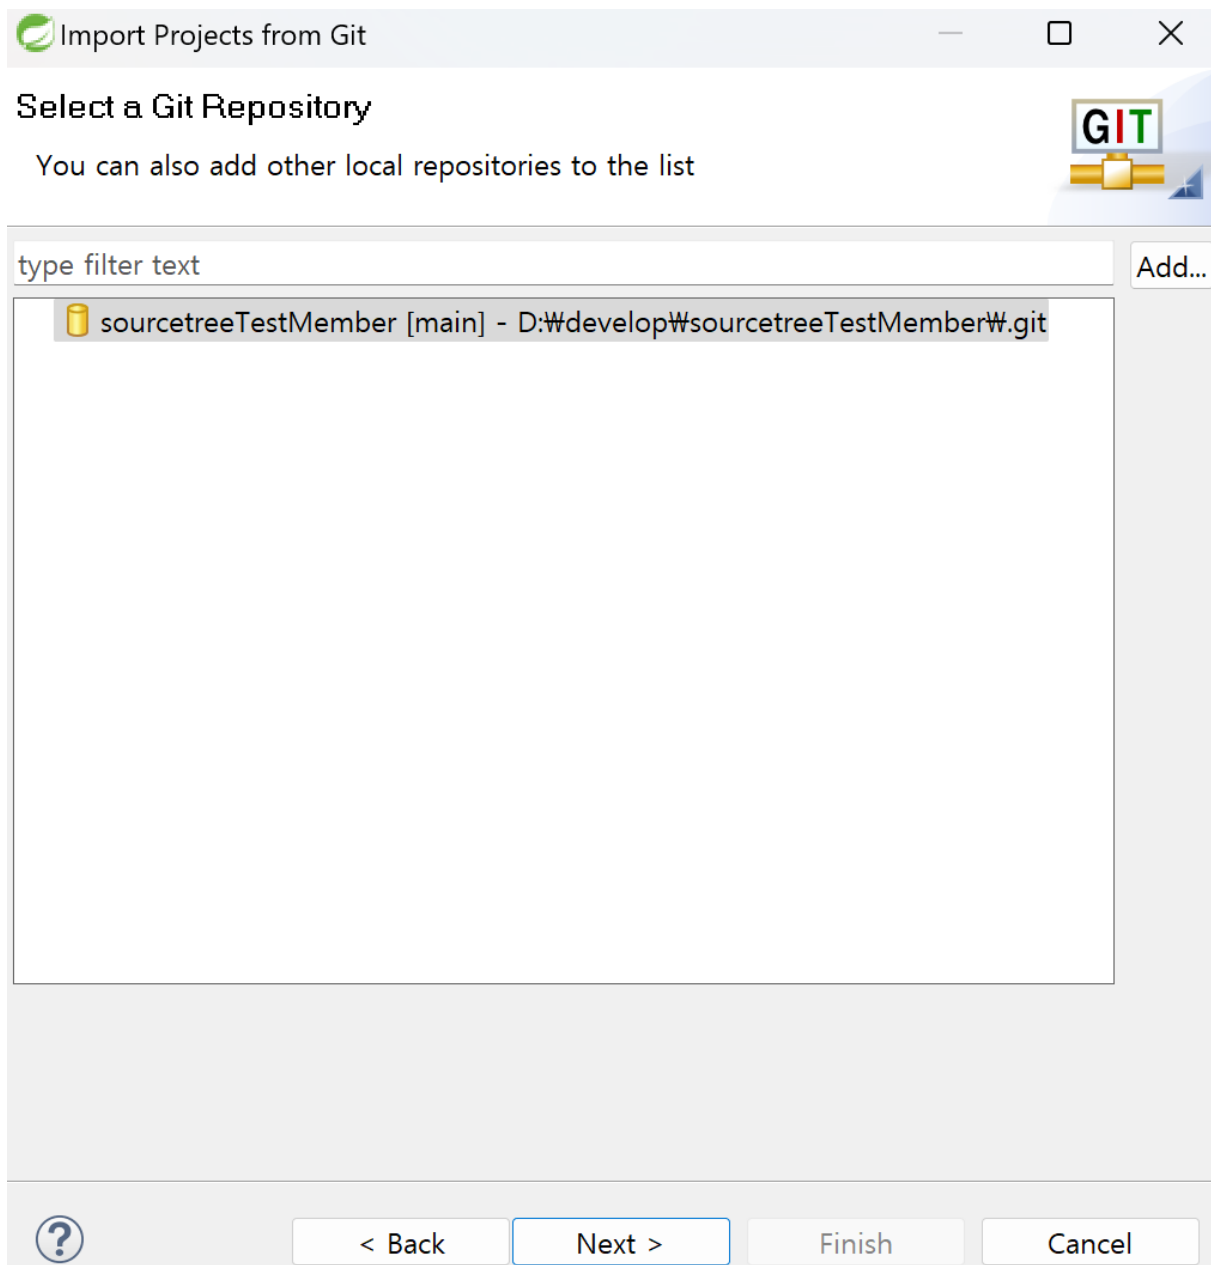 Import Projects from Git
Select a Git Repository
GIT
You can also add other local repositories to the list
type filter text
Add...
sourcetreeTestMember [main] - D:₩develop₩sourcetreeTestMember₩.git
?
< Back
Next >
Finish
Cancel